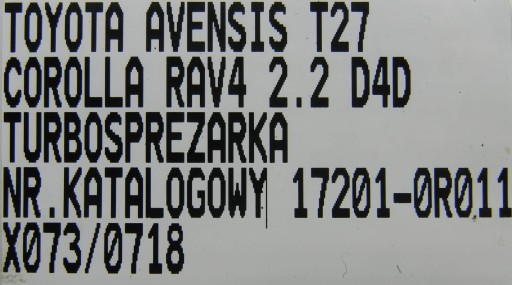 TOYOTA AVENSIS T27
COROLLA RAV4 2.2 D4D
TURBOSPREZARKA
NR.KATALOGOWY 17201-0R011
X073/0718